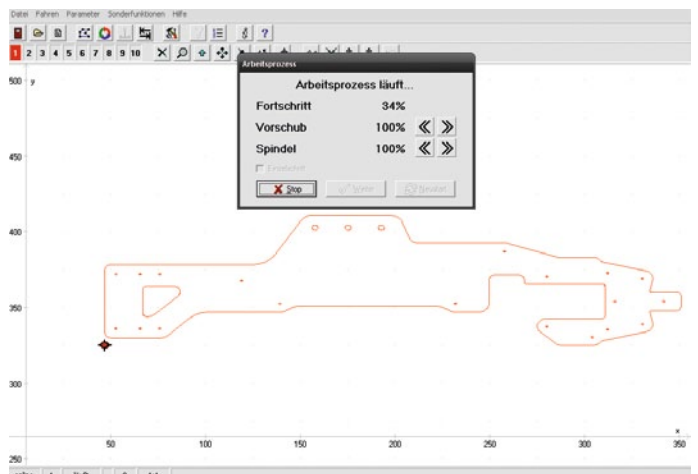 Datei Fahren Parameter Sonderfunktionen Hilfe
?
1 2 3 4 5 6 7 8 9 10
Arbeitsprozess
Arbeitsprozess läuft...
Fortschritt 34%
Vorschub 100%
Spindel 100%
Einzelschritt
Stop Weiter Neustart
500 y
450
400
350
300
250
50 100 150 200 250 300 350
x